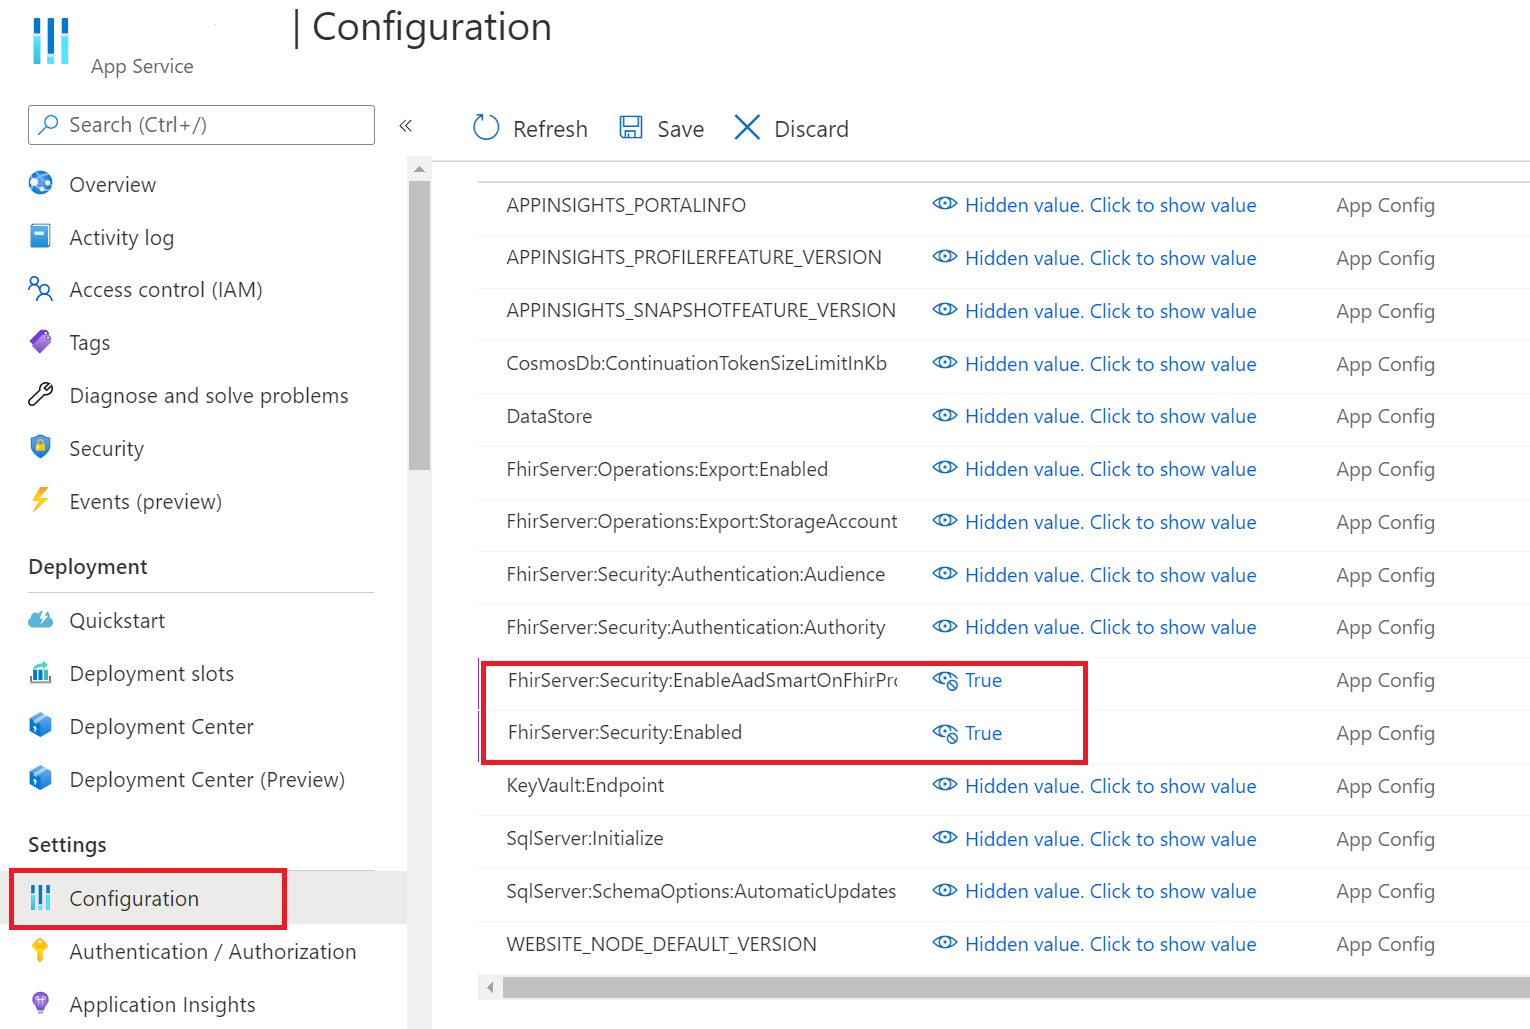 | Configuration
App Service
Search (Ctrl+/)
«
Refresh
Save
Discard
Overview
Activity log
Access control (IAM)
Tags
Diagnose and solve problems
Security
Events (preview)
Deployment
Quickstart
Deployment slots
Deployment Center
Deployment Center (Preview)
Settings
Configuration
Authentication / Authorization
Application Insights
APPINSIGHTS_PORTALINFO Hidden value. Click to show value App Config
APPINSIGHTS_PROFILERFEATURE_VERSION Hidden value. Click to show value App Config
APPINSIGHTS_SNAPSHOTFEATURE_VERSION Hidden value. Click to show value App Config
CosmosDb:ContinuationTokenSizeLimitInKb Hidden value. Click to show value App Config
DataStore Hidden value. Click to show value App Config
FhirServer:Operations:Export:Enabled Hidden value. Click to show value App Config
FhirServer:Operations:Export:StorageAccount Hidden value. Click to show value App Config
FhirServer:Security:Authentication:Audience Hidden value. Click to show value App Config
FhirServer:Security:Authentication:Authority Hidden value. Click to show value App Config
FhirServer:Security:EnableAadSmartOnFhirPro True App Config
FhirServer:Security:Enabled True App Config
KeyVault:Endpoint Hidden value. Click to show value App Config
SqlServer:Initialize Hidden value. Click to show value App Config
SqlServer:SchemaOptions:AutomaticUpdates Hidden value. Click to show value App Config
WEBSITE_NODE_DEFAULT_VERSION Hidden value. Click to show value App Config